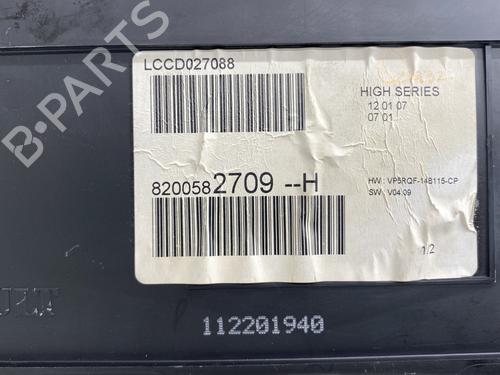 LCCD027088
HIGH SERIES
12 01 07
07 01
8200582709 --H
HW : VP5RQF-14B115-CP
SW : V04.09
1.2
112201940
B-PARTS